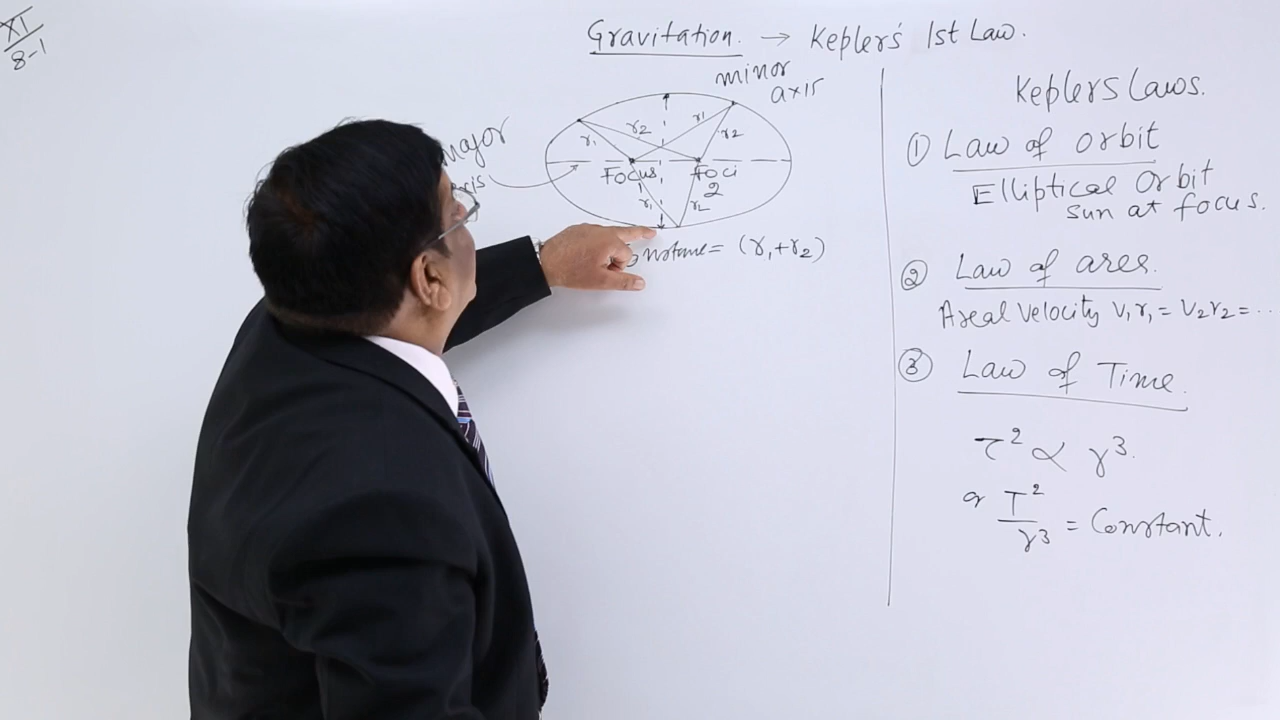 XI
8-1
Gravitation. → Kepler's 1st Law.
minor
axis
major
r1
r2
r1
r2
Focus
Foci
2
r1
r2
= (r1+r2)
Keplers Laws.
① Law of orbit
Elliptical Orbit
sun at focus.
② Law of area.
Areal Velocity V1r1 = V2r2 = ...
③ Law of Time.
T² ∝ r³.
or T²/r³ = Constant.